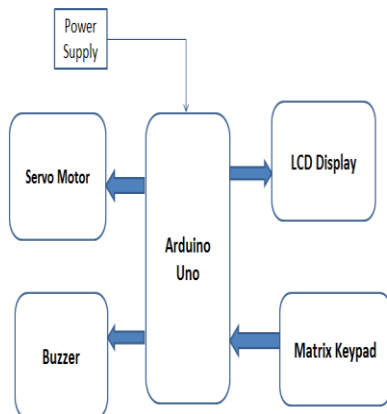 Power
Supply
Servo Motor
LCD Display
Arduino
Uno
Buzzer
Matrix Keypad